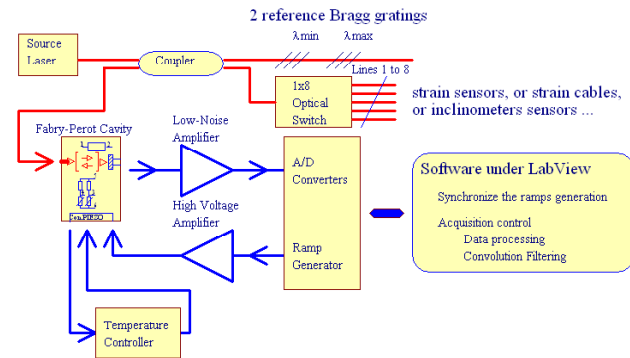 2 reference Bragg gratings
λmin
λmax
Source
Laser
Coupler
Lines 1 to 8
1x8
Optical
Switch
strain sensors, or strain cables,
or inclinometers sensors ...
Fabry-Perot Cavity
Low-Noise
Amplifier
A/D
Converters
High Voltage
Amplifier
Ramp
Generator
Software under LabView
Synchronize the ramps generation
Acquisition control
Data processing
Convolution Filtering
Temperature
Controller